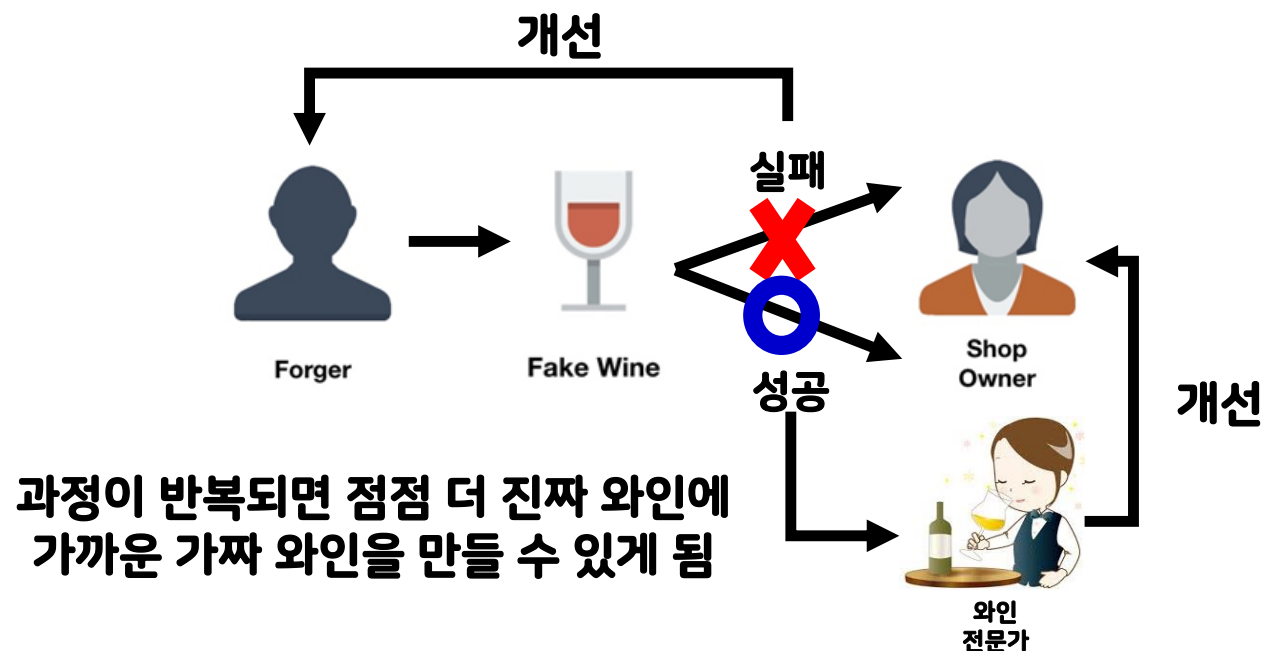 개선
실패
Forger
Fake Wine
Shop
Owner
성공
개선
과정이 반복되면 점점 더 진짜 와인에
가까운 가짜 와인을 만들 수 있게 됨
와인
전문가